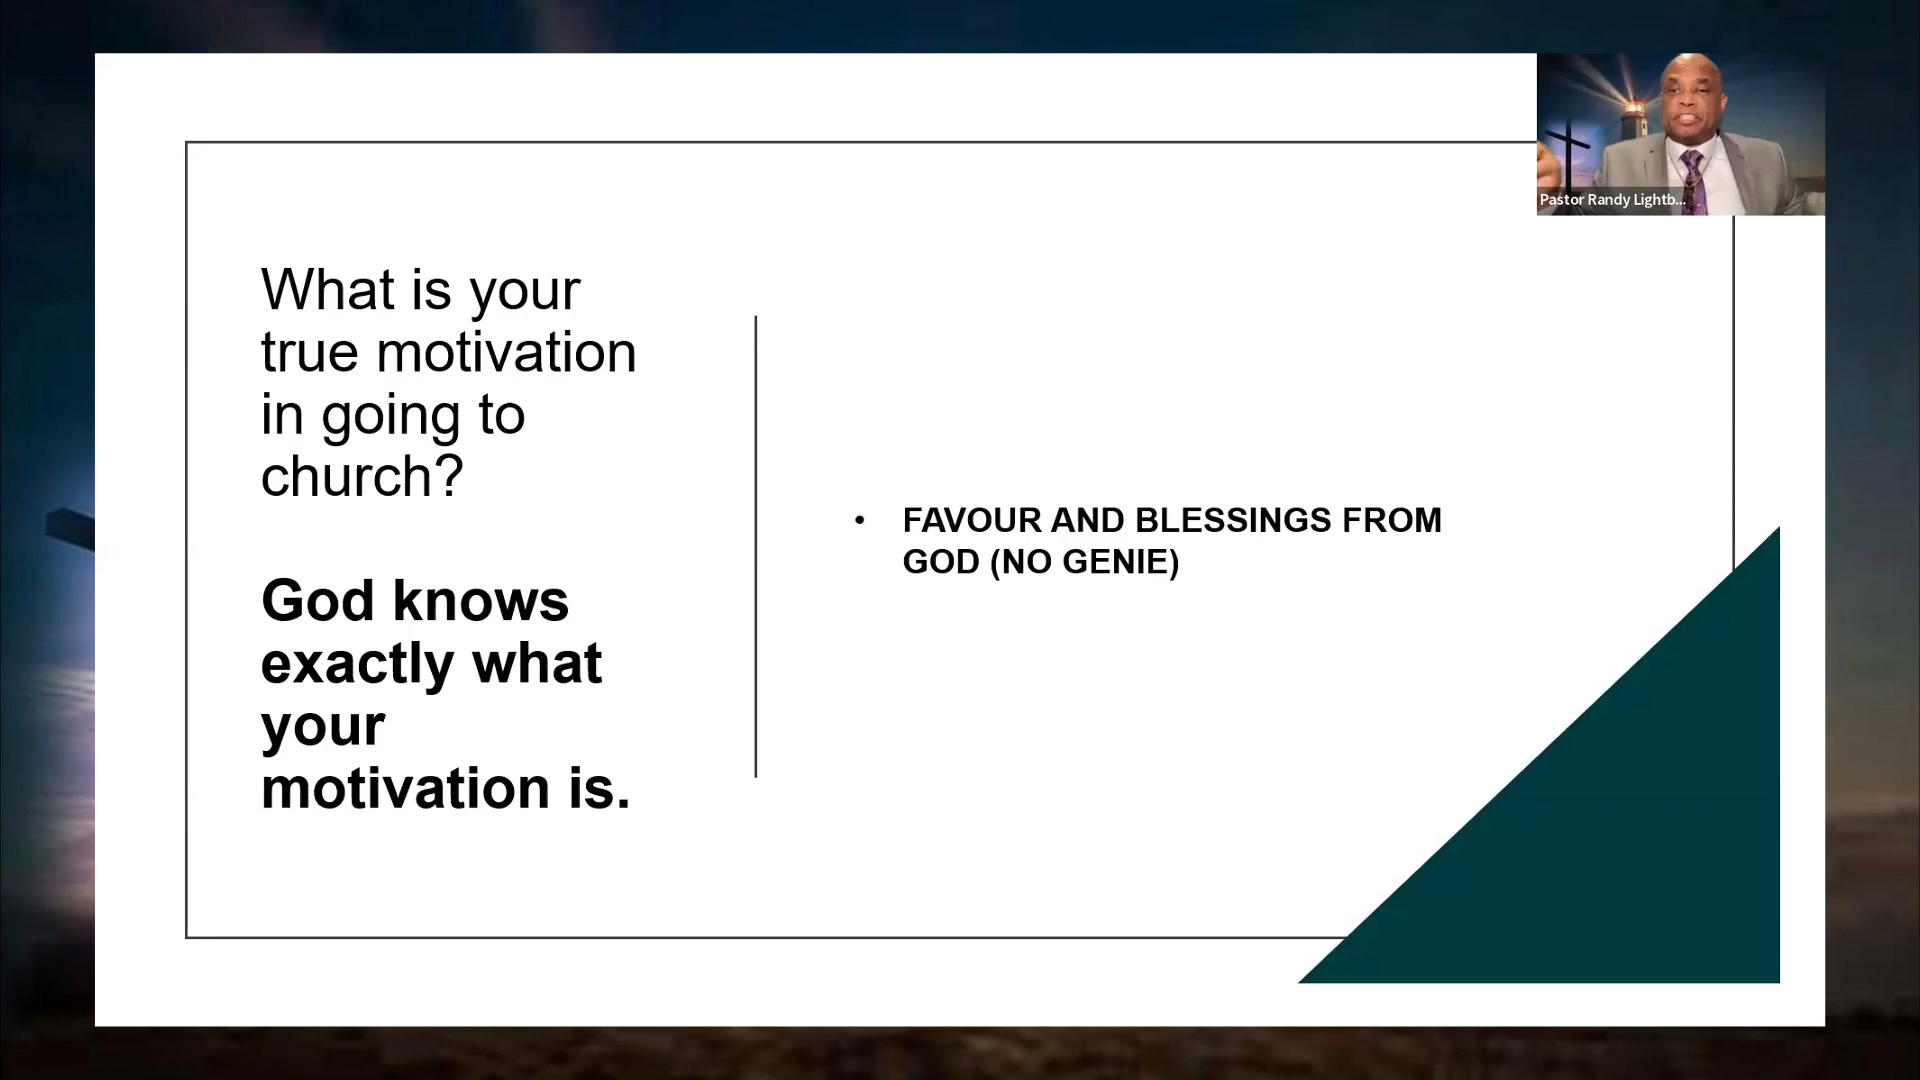 Pastor Randy Lightb...
What is your
true motivation
in going to
church?
God knows
exactly what
your
motivation is.
• FAVOUR AND BLESSINGS FROM
GOD (NO GENIE)